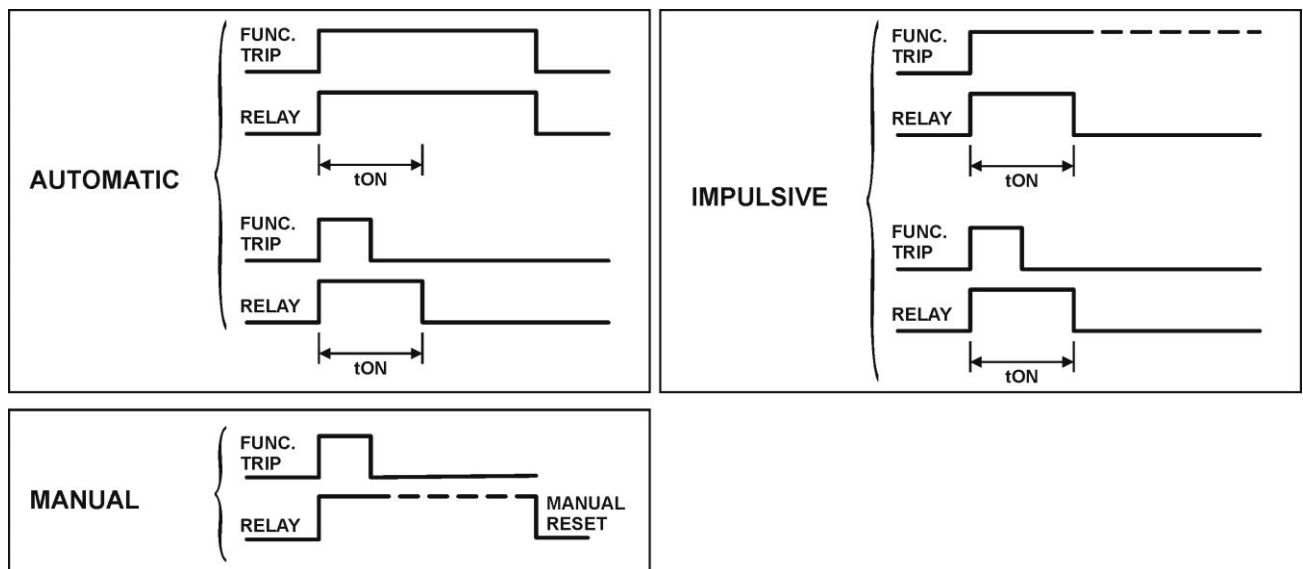 AUTOMATIC
FUNC.
TRIP
RELAY
tON
FUNC.
TRIP
RELAY
tON
IMPULSIVE
FUNC.
TRIP
RELAY
tON
FUNC.
TRIP
RELAY
tON
MANUAL
FUNC.
TRIP
RELAY
MANUAL
RESET